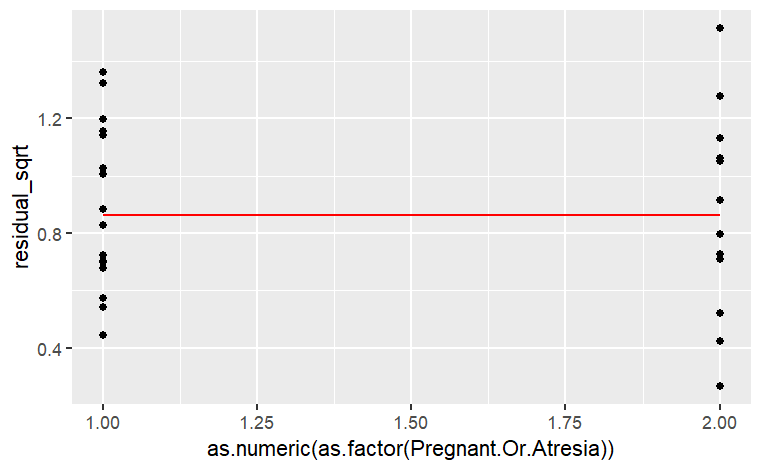 residual_sqrt
1.2
0.8
0.4
1.00 1.25 1.50 1.75 2.00
as.numeric(as.factor(Pregnant.Or.Atresia))